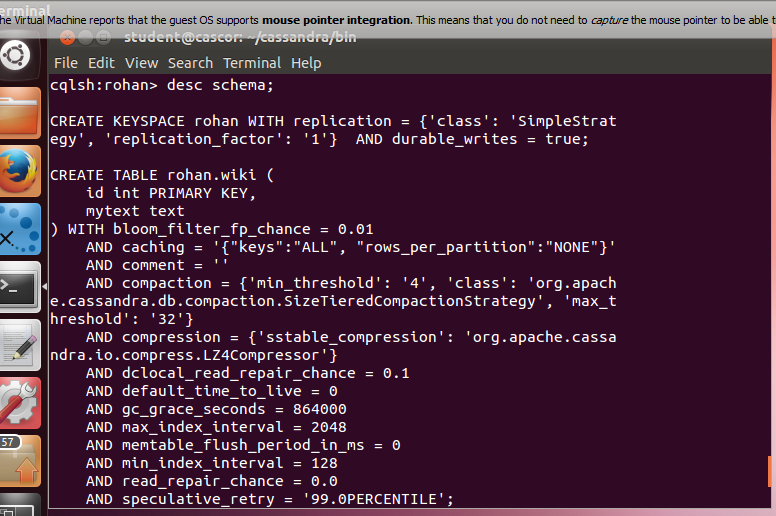 erminal
he Virtual Machine reports that the guest OS supports mouse pointer integration. This means that you do not need to capture the mouse pointer to be able t
student@cascor: ~/cassandra/bin
File Edit View Search Terminal Help
cqlsh:rohan> desc schema;
CREATE KEYSPACE rohan WITH replication = {'class': 'SimpleStrat
egy', 'replication_factor': '1'}  AND durable_writes = true;
CREATE TABLE rohan.wiki (
    id int PRIMARY KEY,
    mytext text
) WITH bloom_filter_fp_chance = 0.01
    AND caching = '{"keys":"ALL", "rows_per_partition":"NONE"}'
    AND comment = ''
    AND compaction = {'min_threshold': '4', 'class': 'org.apach
e.cassandra.db.compaction.SizeTieredCompactionStrategy', 'max_t
hreshold': '32'}
    AND compression = {'sstable_compression': 'org.apache.cassa
ndra.io.compress.LZ4Compressor'}
    AND dclocal_read_repair_chance = 0.1
    AND default_time_to_live = 0
    AND gc_grace_seconds = 864000
    AND max_index_interval = 2048
    AND memtable_flush_period_in_ms = 0
    AND min_index_interval = 128
    AND read_repair_chance = 0.0
    AND speculative_retry = '99.0PERCENTILE';
57